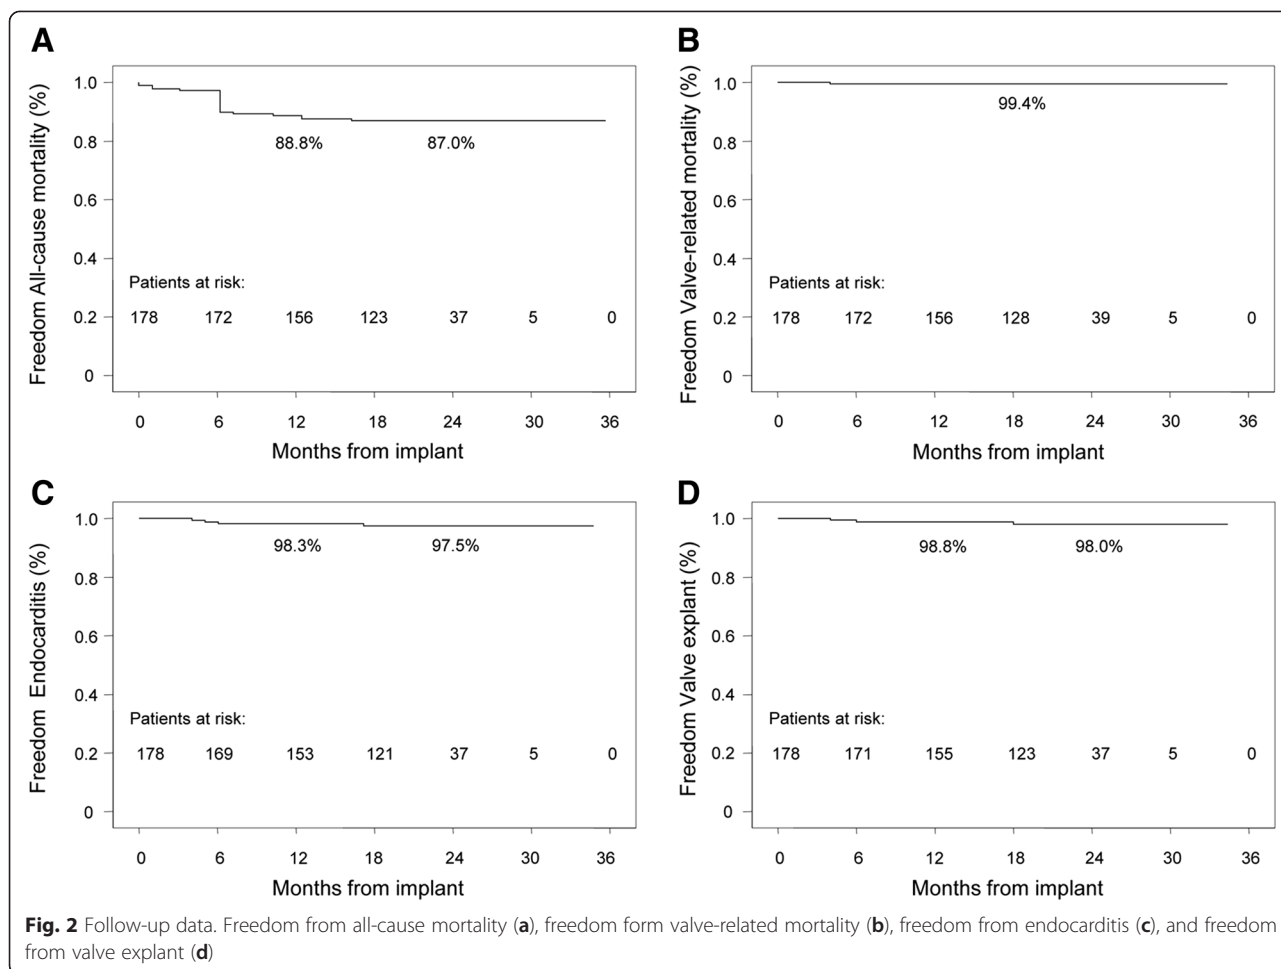 A
Freedom All-cause mortality (%)
1.0
0.8
0.6
0.4
0.2
0
88.8% 87.0%
Patients at risk:
178 172 156 123 37 5 0
0 6 12 18 24 30 36
Months from implant
B
Freedom Valve-related mortality (%)
1.0
0.8
0.6
0.4
0.2
0
99.4%
Patients at risk:
178 172 156 128 39 5 0
0 6 12 18 24 30 36
Months from implant
C
Freedom Endocarditis (%)
1.0
0.8
0.6
0.4
0.2
0
98.3% 97.5%
Patients at risk:
178 169 153 121 37 5 0
0 6 12 18 24 30 36
Months from implant
D
Freedom Valve explant (%)
1.0
0.8
0.6
0.4
0.2
0
98.8% 98.0%
Patients at risk:
178 171 155 123 37 5 0
0 6 12 18 24 30 36
Months from implant
Fig. 2 Follow-up data. Freedom from all-cause mortality (a), freedom form valve-related mortality (b), freedom from endocarditis (c), and freedom
from valve explant (d)